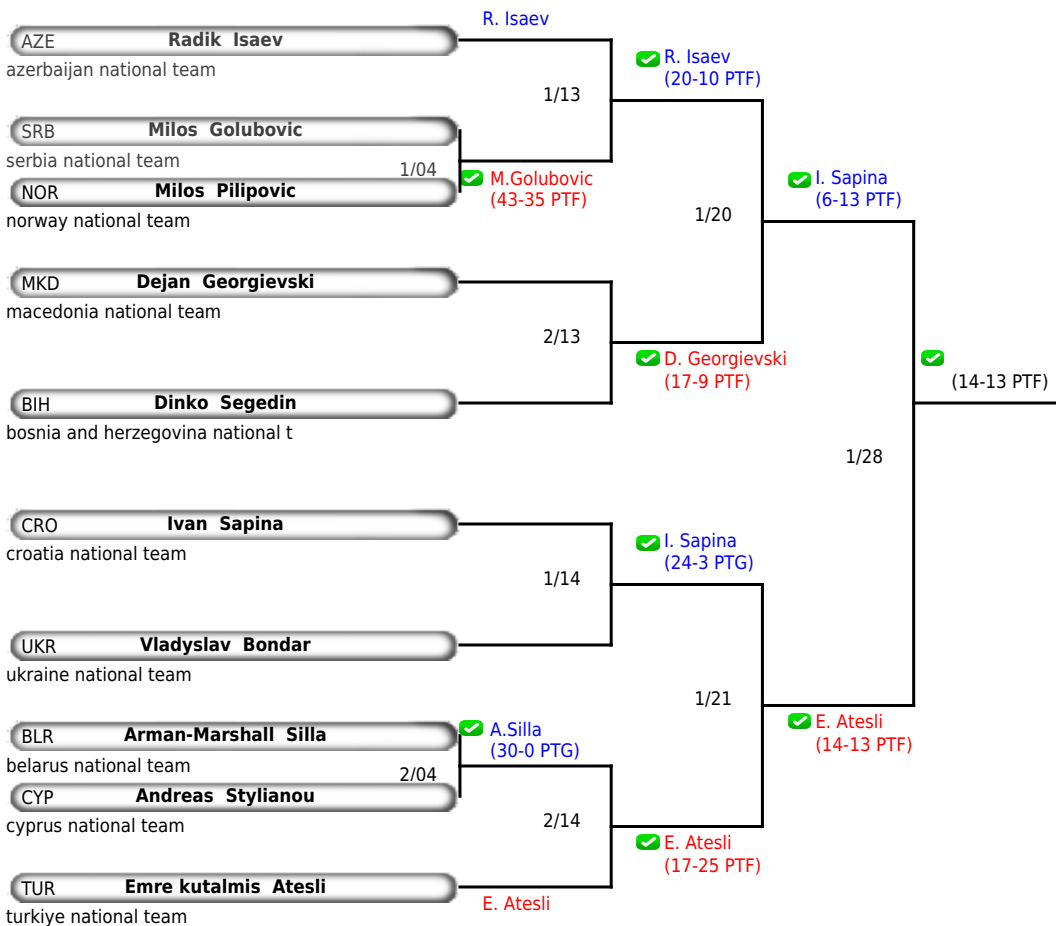 R. Isaev
AZE Radik Isaev
azerbaijan national team
R. Isaev
(20-10 PTF)
1/13
SRB Milos Golubovic
serbia national team
1/04
M.Golubovic
(43-35 PTF)
NOR Milos Pilipovic
norway national team
I. Sapina
(6-13 PTF)
1/20
MKD Dejan Georgievski
macedonia national team
2/13
D. Georgievski
(17-9 PTF)
(14-13 PTF)
BIH Dinko Segedin
bosnia and herzegovina national t
1/28
CRO Ivan Sapina
croatia national team
I. Sapina
(24-3 PTG)
1/14
UKR Vladyslav Bondar
ukraine national team
1/21
BLR Arman-Marshall Silla
belarus national team
A.Silla
(30-0 PTG)
E. Atesli
(14-13 PTF)
2/04
CYP Andreas Stylianou
cyprus national team
2/14
E. Atesli
(17-25 PTF)
TUR Emre kutalmis Atesli
turkiye national team
E. Atesli